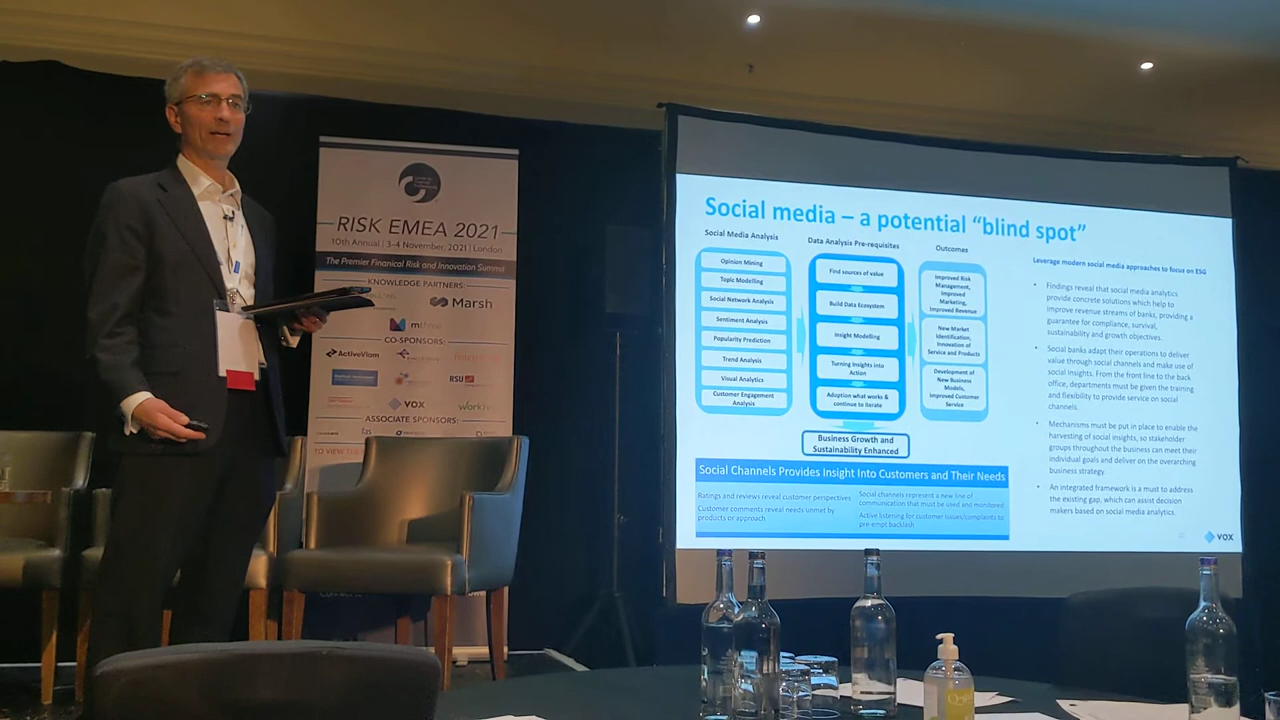 RISK EMEA 2021
10th Annual | 3-4 November, 2021 | London
The Premier Finanical Risk and Innovation Summit
KNOWLEDGE PARTNERS:
Marsh
mthree
CO-SPONSORS:
ActiveViam
RSU
VOX
ASSOCIATE SPONSORS:
Social media – a potential “blind spot”
Social Media Analysis
Opinion Mining
Topic Modelling
Social Network Analysis
Sentiment Analysis
Popularity Prediction
Trend Analysis
Visual Analytics
Customer Engagement
Analysis
Data Analysis Pre-requisites
Find sources of value
Build Data Ecosystem
Insight Modelling
Turning Insights into
Action
Adoption what works &
continue to iterate
Outcomes
Improved Risk
Management,
Improved
Marketing,
Improved Revenue
New Market
Identification,
Innovation of
Service and Products
Development of
New Business
Models,
Improved Customer
Service
Business Growth and
Sustainability Enhanced
Social Channels Provides Insight Into Customers and Their Needs
Ratings and reviews reveal customer perspectives
Customer comments reveal needs unmet by
products or approach
Social channels represent a new line of
communication that must be used and monitored
Active listening for customer issues/complaints to
pre-empt backlash
Leverage modern social media approaches to focus on ESG
• Findings reveal that social media analytics
provide concrete solutions which help to
improve revenue streams of banks, providing a
guarantee for compliance, survival,
sustainability and growth objectives.
• Social banks adapt their operations to deliver
value through social channels and make use of
social insights. From the front line to the back
office, departments must be given the training
and flexibility to provide service on social
channels.
• Mechanisms must be put in place to enable the
harvesting of social insights, so stakeholder
groups throughout the business can meet their
individual goals and deliver on the overarching
business strategy.
• An integrated framework is a must to address
the existing gap, which can assist decision
makers based on social media analytics.
VOX